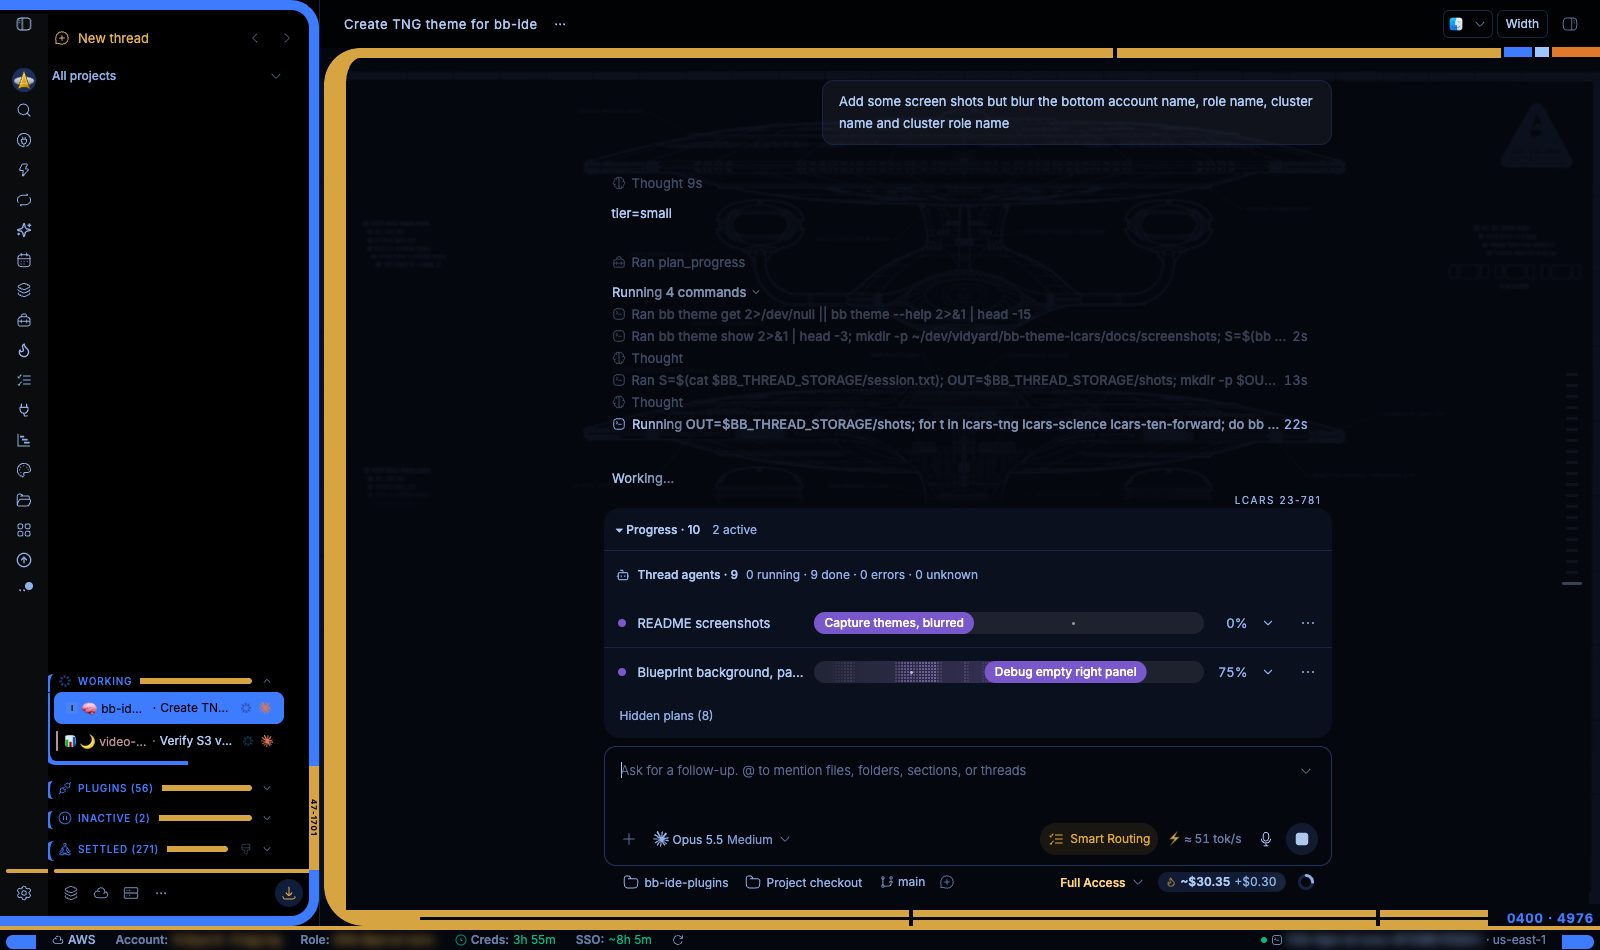 Create TNG theme for bb-ide ...
Width
New thread
All projects
Add some screen shots but blur the bottom account name, role name, cluster
name and cluster role name
Thought 9s
tier=small
Ran plan_progress
Running 4 commands
Ran bb theme get 2>/dev/null || bb theme --help 2>&1 | head -15
Ran bb theme show 2>&1 | head -3; mkdir -p ~/dev/vidyard/bb-theme-lcars/docs/screenshots; S=$(bb ... 2s
Thought
Ran S=$(cat $BB_THREAD_STORAGE/session.txt); OUT=$BB_THREAD_STORAGE/shots; mkdir -p $OU... 13s
Thought
Running OUT=$BB_THREAD_STORAGE/shots; for t in lcars-tng lcars-science lcars-ten-forward; do bb ... 22s
Working...
LCARS 23-781
Progress · 10 2 active
Thread agents · 9 0 running · 9 done · 0 errors · 0 unknown
README screenshots Capture themes, blurred 0% ...
Blueprint background, pa... Debug empty right panel 75% ...
Hidden plans (8)
WORKING
bb-ide... · Create TN...
video-... · Verify S3 v...
PLUGINS (56)
INACTIVE (2)
SETTLED (271)
47-1701
Ask for a follow-up. @ to mention files, folders, sections, or threads
Opus 5.5 Medium
Smart Routing
≈ 51 tok/s
bb-ide-plugins
Project checkout
main
Full Access
~$30.35 +$0.30
0400 · 4976
AWS
Account:
Role:
Creds: 3h 55m
SSO: ~8h 5m
· us-east-1